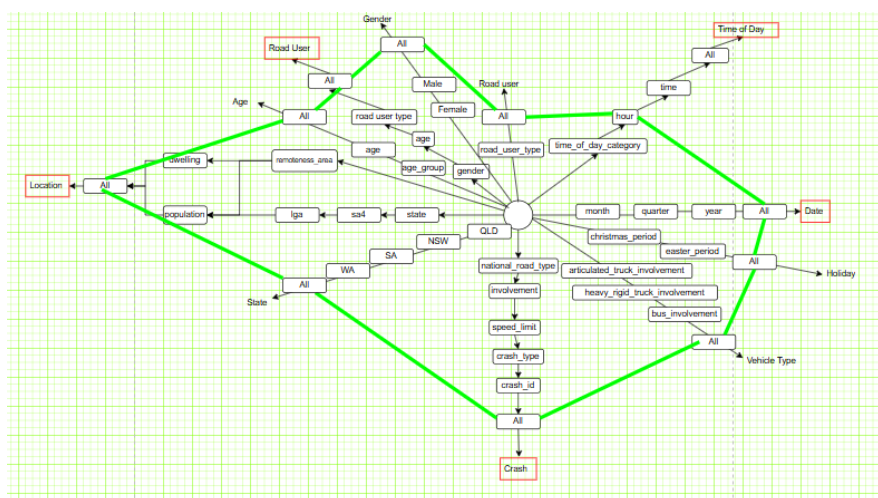 Gender
Time of Day
Road User
All
All
All
Road user
Male
time
Age
Female
All
road user type
All
hour
age
road_user_type
time_of_day_category
age
dwelling
remoteness_area
age_group
gender
Location
All
population
lga
sa4
state
month
quarter
year
All
Date
QLD
christmas_period
NSW
easter_period
SA
All
WA
national_road_type
articulated_truck_involvement
Holiday
All
involvement
heavy_rigid_truck_involvement
State
bus_involvement
speed_limit
All
crash_type
Vehicle Type
crash_id
All
Crash